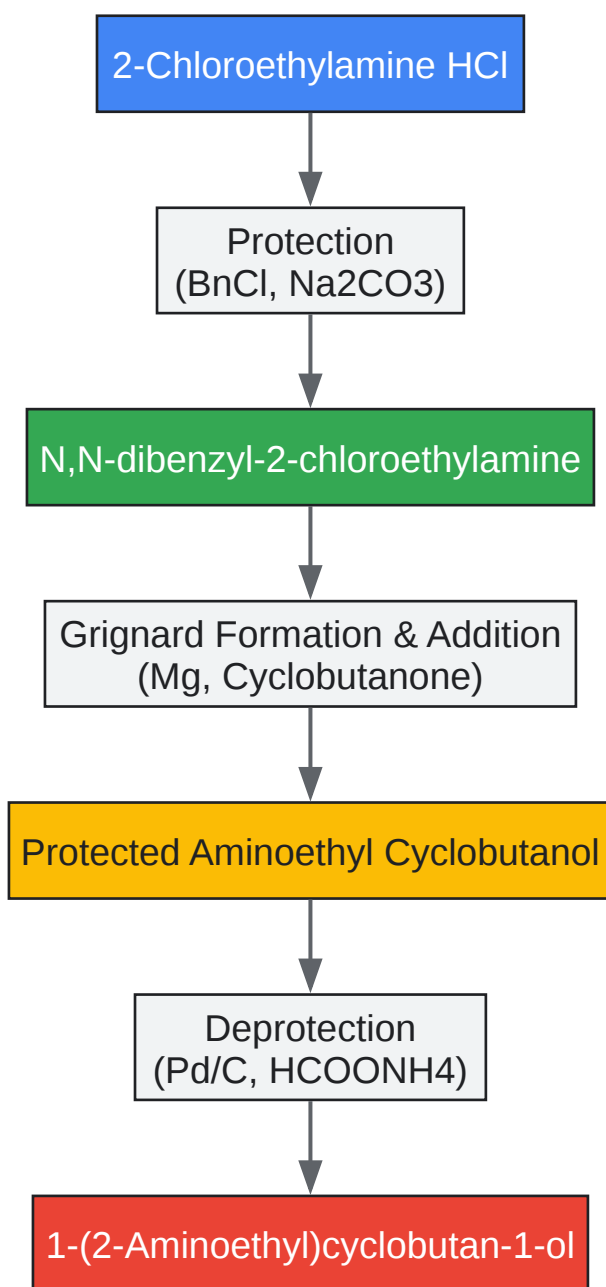 2-Chloroethylamine HCl
Protection
(BnCl, Na2CO3)
N,N-dibenzyl-2-chloroethylamine
Grignard Formation & Addition
(Mg, Cyclobutanone)
Protected Aminoethyl Cyclobutanol
Deprotection
(Pd/C, HCOONH4)
1-(2-Aminoethyl)cyclobutan-1-ol